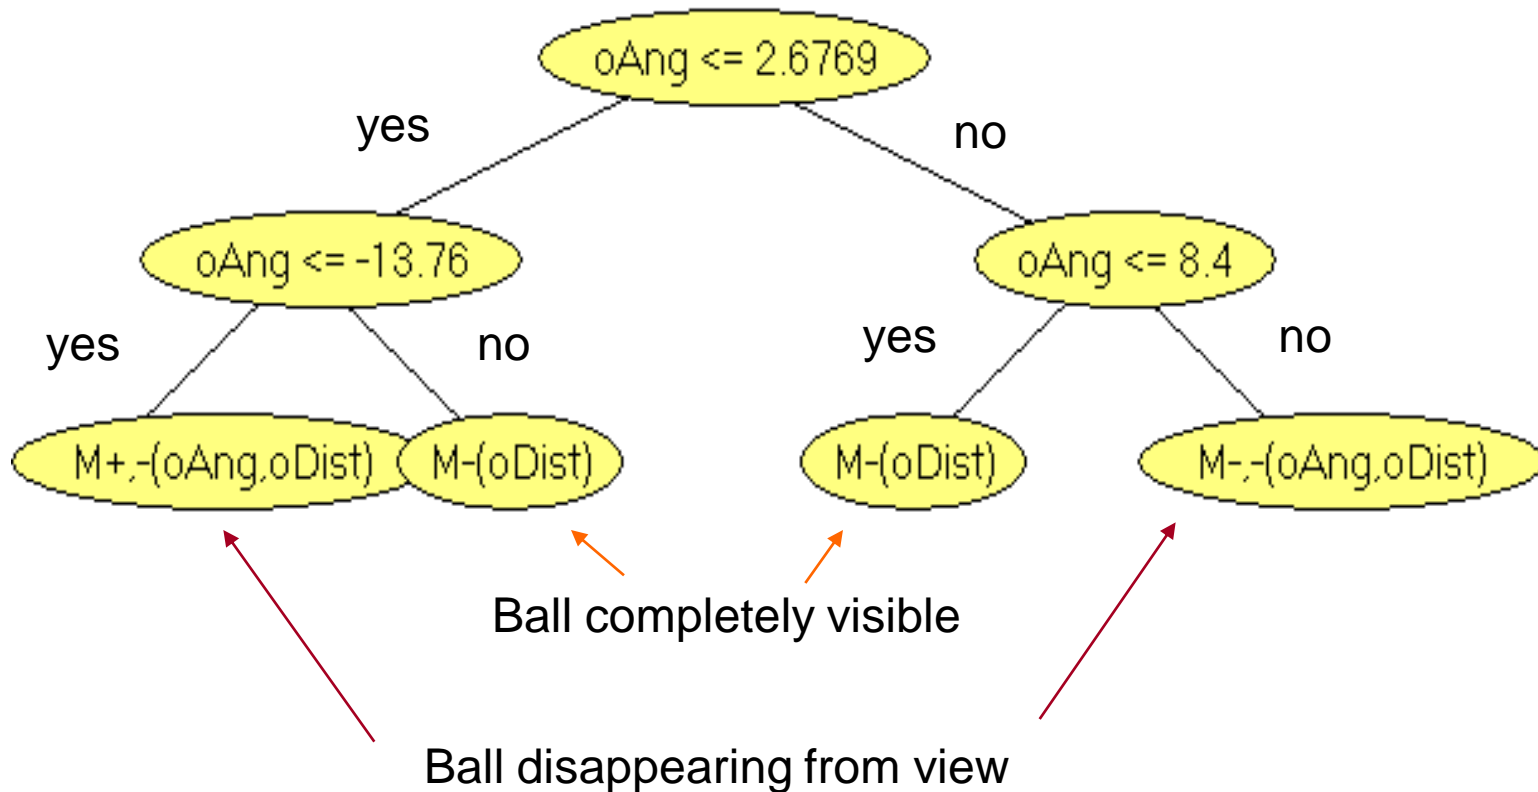 oAng <= 2.6769
yes
no
oAng <= -13.76
oAng <= 8.4
yes
no
yes
no
M+,-(oAng,oDist)
M-(oDist)
M-(oDist)
M-,-(oAng,oDist)
Ball completely visible
Ball disappearing from view